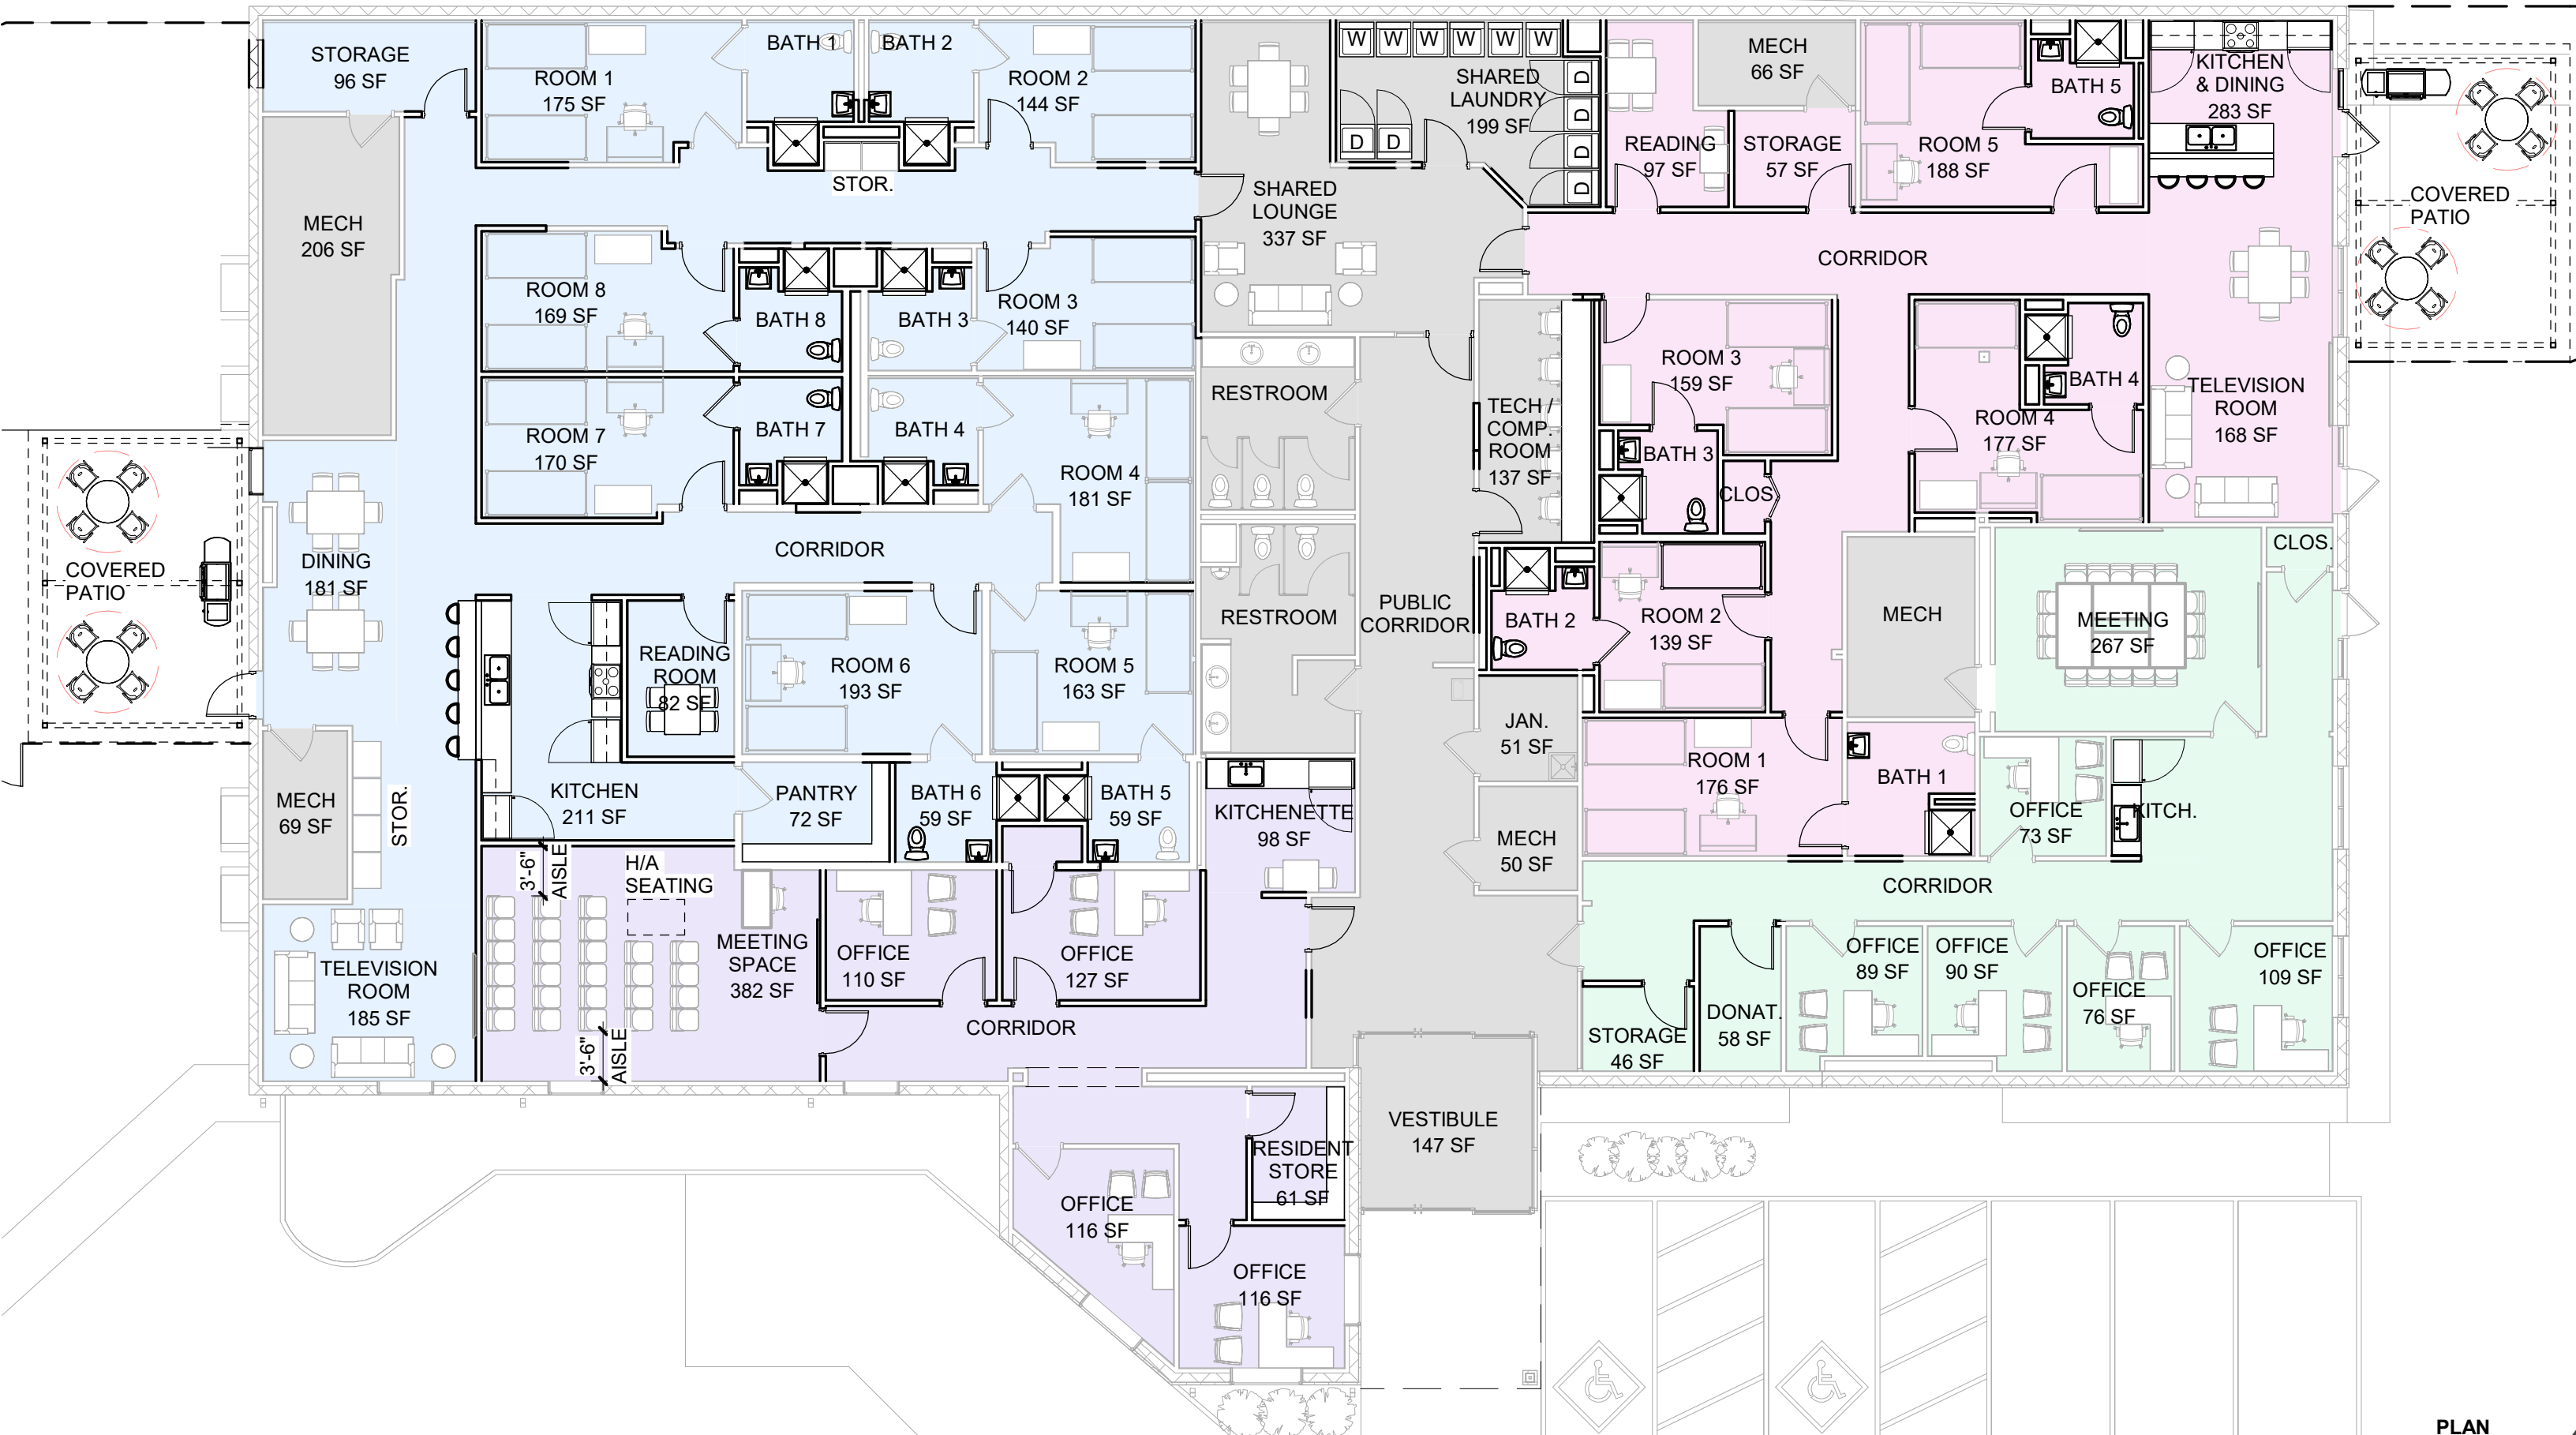 STORAGE
96 SF
ROOM 1
175 SF
BATH 1
BATH 2
ROOM 2
144 SF
STOR.
MECH
206 SF
ROOM 8
169 SF
BATH 8
BATH 3
ROOM 3
140 SF
ROOM 7
170 SF
BATH 7
BATH 4
ROOM 4
181 SF
CORRIDOR
COVERED
PATIO
DINING
181 SF
READING
ROOM
82 SF
ROOM 6
193 SF
ROOM 5
163 SF
MECH
69 SF
STOR.
KITCHEN
211 SF
PANTRY
72 SF
BATH 6
59 SF
BATH 5
59 SF
TELEVISION
ROOM
185 SF
3'-6"
AISLE
H/A
SEATING
MEETING
SPACE
382 SF
3'-6"
AISLE
OFFICE
110 SF
OFFICE
127 SF
KITCHENETTE
98 SF
CORRIDOR
OFFICE
116 SF
RESIDENT
STORE
61 SF
OFFICE
116 SF
SHARED
LOUNGE
337 SF
W W W W W W
SHARED
LAUNDRY
199 SF
D D
D
D
D
D
RESTROOM
RESTROOM
PUBLIC
CORRIDOR
TECH /
COMP.
ROOM
137 SF
JAN.
51 SF
MECH
50 SF
VESTIBULE
147 SF
MECH
66 SF
READING
97 SF
STORAGE
57 SF
ROOM 5
188 SF
BATH 5
KITCHEN
& DINING
283 SF
COVERED
PATIO
CORRIDOR
ROOM 3
159 SF
BATH 3
CLOS.
ROOM 4
177 SF
BATH 4
TELEVISION
ROOM
168 SF
BATH 2
ROOM 2
139 SF
MECH
ROOM 1
176 SF
BATH 1
MEETING
267 SF
CLOS.
OFFICE
73 SF
KITCH.
CORRIDOR
STORAGE
46 SF
DONAT.
58 SF
OFFICE
89 SF
OFFICE
90 SF
OFFICE
76 SF
OFFICE
109 SF
PLAN